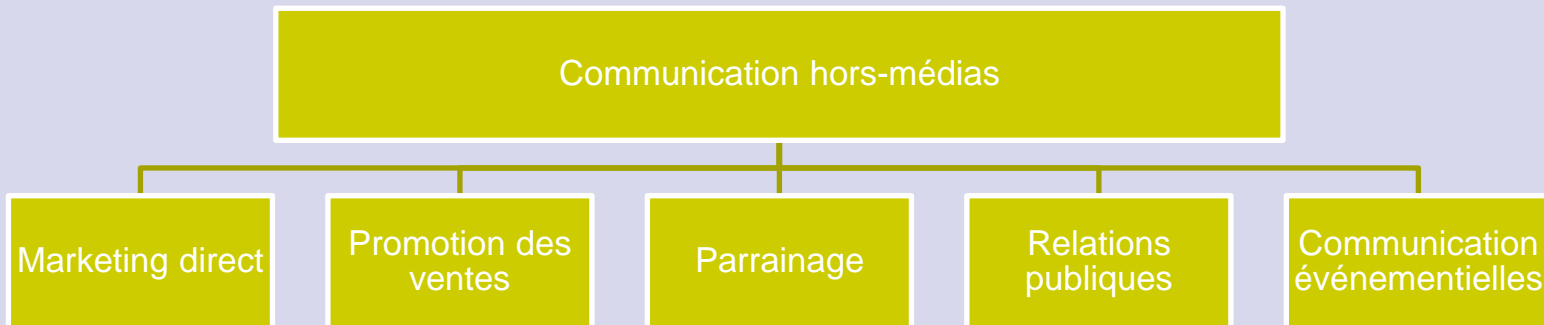 Communication hors-médias
Marketing direct
Promotion des
ventes
Parrainage
Relations
publiques
Communication
événementielles